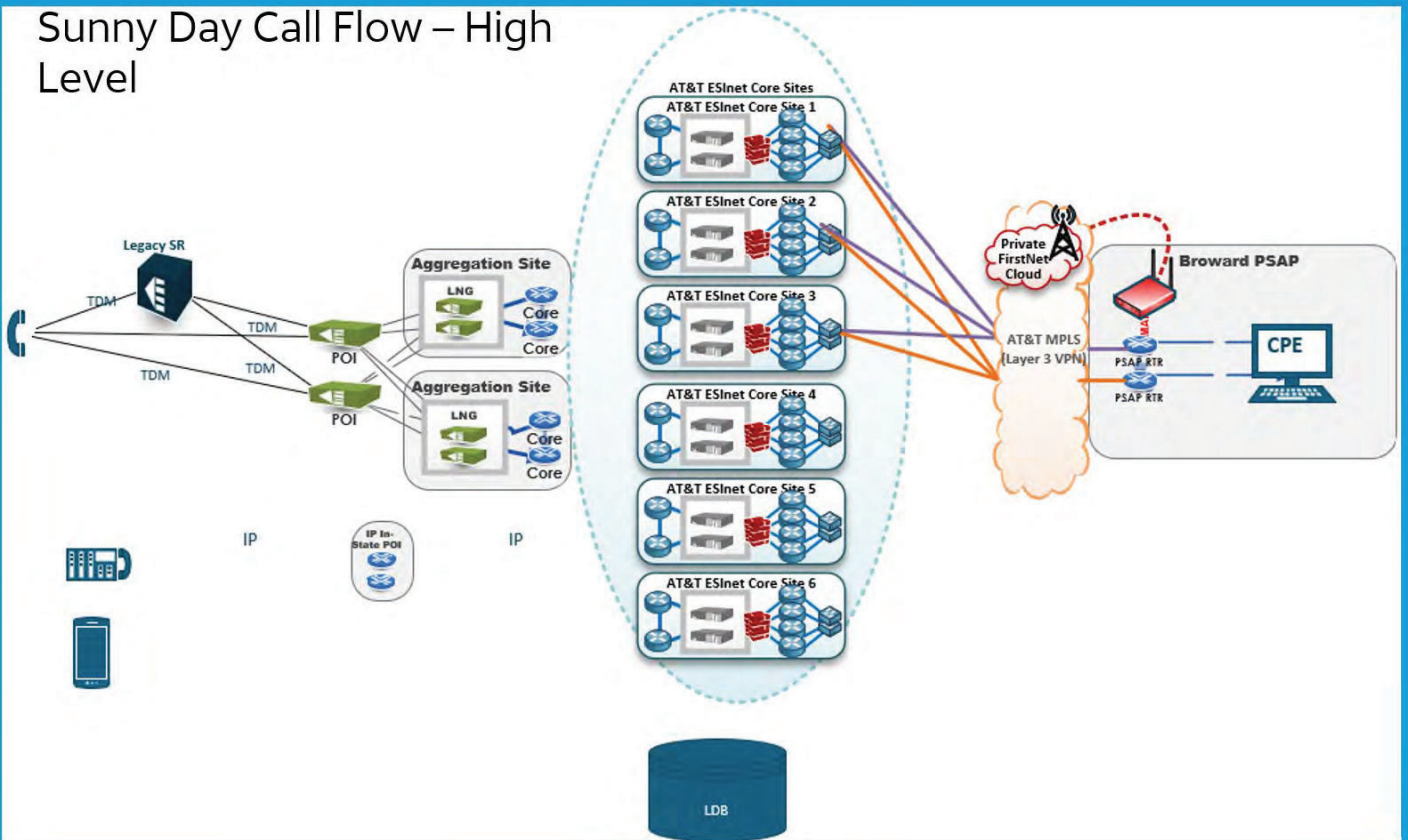 Sunny Day Call Flow – High
Level
AT&T ESInet Core Sites
AT&T ESInet Core Site 1
AT&T ESInet Core Site 2
AT&T ESInet Core Site 3
AT&T ESInet Core Site 4
AT&T ESInet Core Site 5
AT&T ESInet Core Site 6
Legacy SR
TDM
TDM
TDM
TDM
POI
POI
Aggregation Site
LNG
Core
Core
Aggregation Site
LNG
Core
Core
IP
IP In-
State POI
IP
Private
FirstNet
Cloud
AT&T MPLS
(Layer 3 VPN)
Broward PSAP
PSAP RTR
PSAP RTR
CPE
LDB